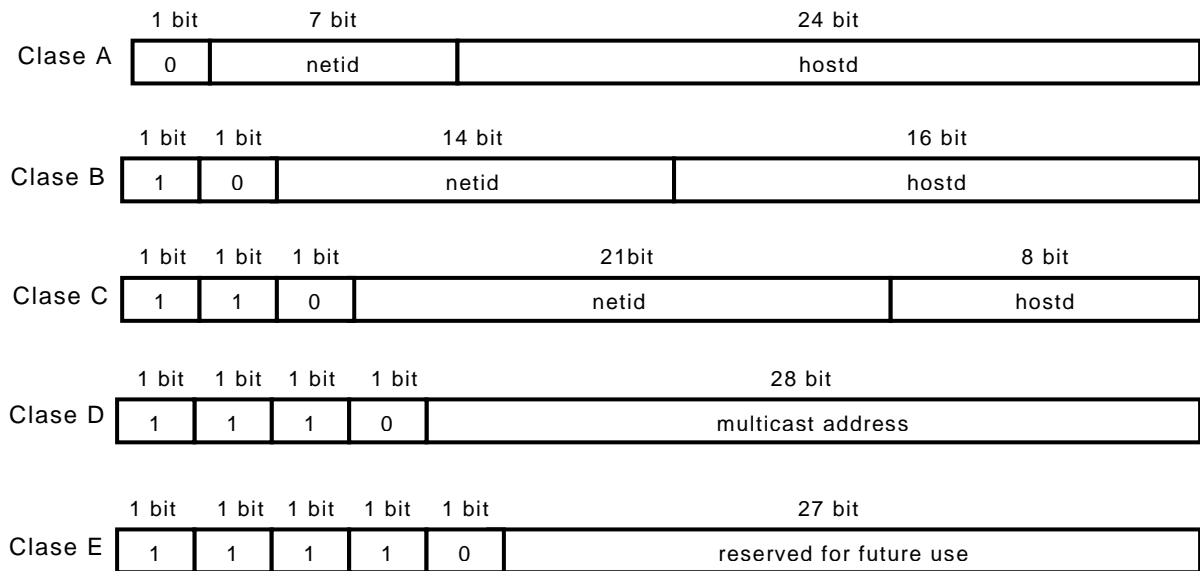 1 bit 7 bit 24 bit
Clase A 0 netid hostd
1 bit 1 bit 14 bit 16 bit
Clase B 1 0 netid hostd
1 bit 1 bit 1 bit 21bit 8 bit
Clase C 1 1 0 netid hostd
1 bit 1 bit 1 bit 1 bit 28 bit
Clase D 1 1 1 0 multicast address
1 bit 1 bit 1 bit 1 bit 1 bit 27 bit
Clase E 1 1 1 1 0 reserved for future use